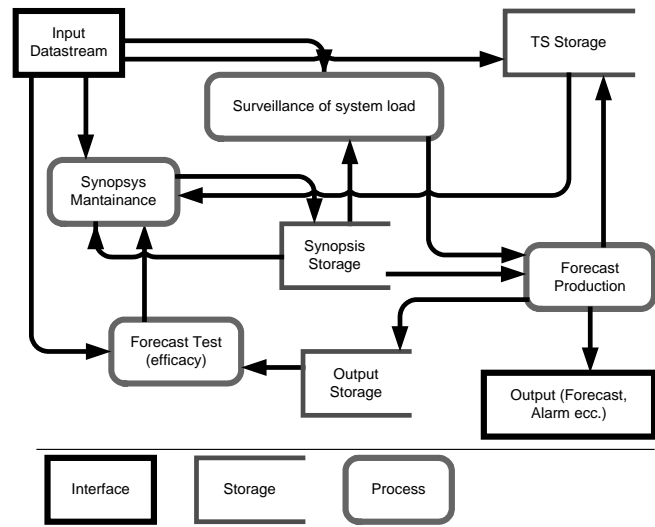 Input
Datastream
TS Storage
Surveillance of system load
Synopsys
Mantainance
Synopsis
Storage
Forecast
Production
Forecast Test
(efficacy)
Output
Storage
Output (Forecast,
Alarm ecc.)
Interface
Storage
Process